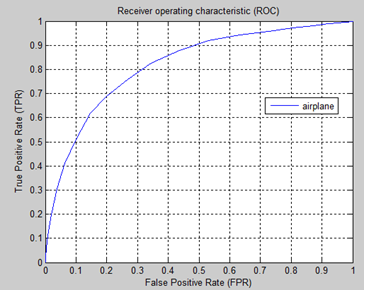 Receiver operating characteristic (ROC)
True Positive Rate (TPR)
1
0.9
0.8
0.7
0.6
0.5
0.4
0.3
0.2
0.1
0
airplane
0 0.1 0.2 0.3 0.4 0.5 0.6 0.7 0.8 0.9 1
False Positive Rate (FPR)